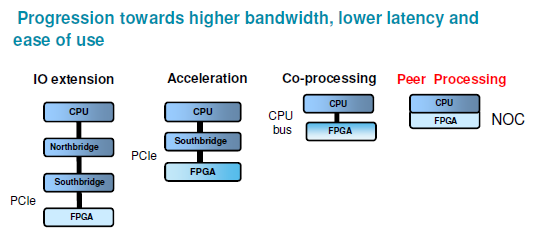 Progression towards higher bandwidth, lower latency and
ease of use
IO extension
CPU
Northbridge
Southbridge
PCIe
FPGA
Acceleration
CPU
Southbridge
PCIe
FPGA
Co-processing
CPU
CPU
bus
FPGA
Peer Processing
CPU
FPGA
NOC